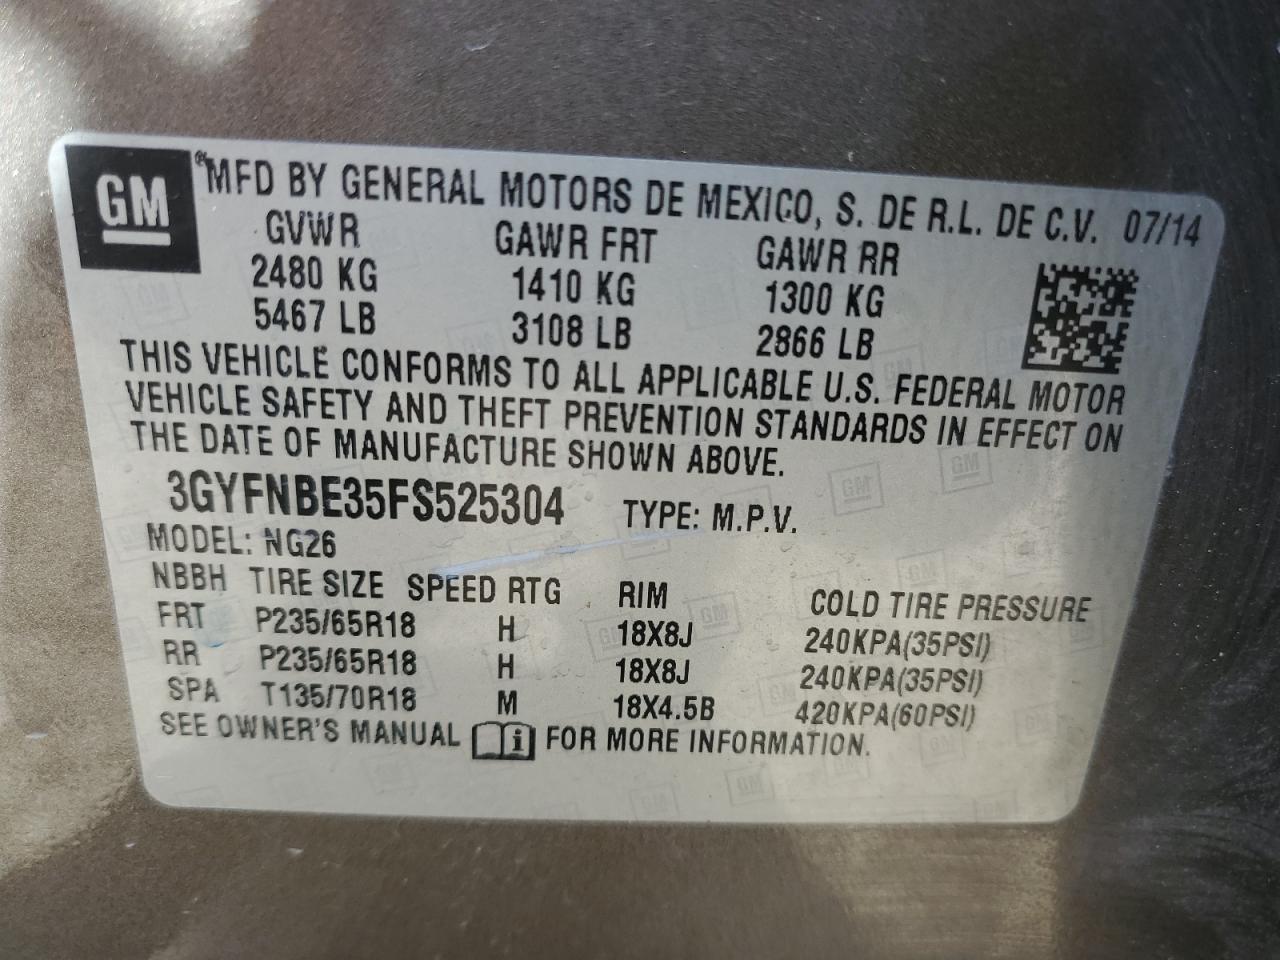 GM
® MFD BY GENERAL MOTORS DE MEXICO, S. DE R.L. DE C.V. 07/14
GVWR GAWR FRT GAWR RR
2480 KG 1410 KG 1300 KG
5467 LB 3108 LB 2866 LB
THIS VEHICLE CONFORMS TO ALL APPLICABLE U.S. FEDERAL MOTOR
VEHICLE SAFETY AND THEFT PREVENTION STANDARDS IN EFFECT ON
THE DATE OF MANUFACTURE SHOWN ABOVE.
3GYFNBE35FS525304 TYPE: M.P.V.
MODEL: NG26
NBBH TIRE SIZE SPEED RTG RIM COLD TIRE PRESSURE
FRT P235/65R18 H 18X8J 240KPA(35PSI)
RR P235/65R18 H 18X8J 240KPA(35PSI)
SPA T135/70R18 M 18X4.5B 420KPA(60PSI)
SEE OWNER'S MANUAL i FOR MORE INFORMATION.